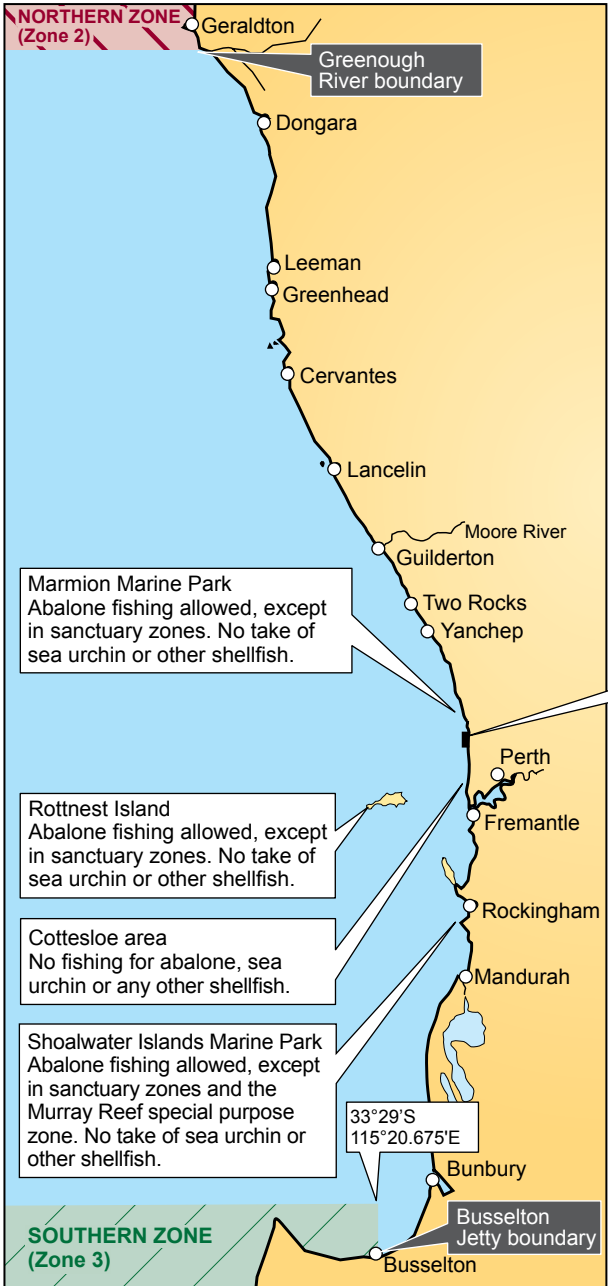 NORTHERN ZONE
(Zone 2)
Geraldton
Greenough
River boundary
Dongara
Leeman
Greenhead
Cervantes
Lancelin
Moore River
Guilderton
Marmion Marine Park
Abalone fishing allowed, except
in sanctuary zones. No take of
sea urchin or other shellfish.
Two Rocks
Yanchep
Perth
Rottnest Island
Abalone fishing allowed, except
in sanctuary zones. No take of
sea urchin or other shellfish.
Fremantle
Cottesloe area
No fishing for abalone, sea
urchin or any other shellfish.
Rockingham
Mandurah
Shoalwater Islands Marine Park
Abalone fishing allowed, except
in sanctuary zones and the
Murray Reef special purpose
zone. No take of sea urchin or
other shellfish.
33°29'S
115°20.675'E
Bunbury
Busselton
Jetty boundary
SOUTHERN ZONE
(Zone 3)
Busselton